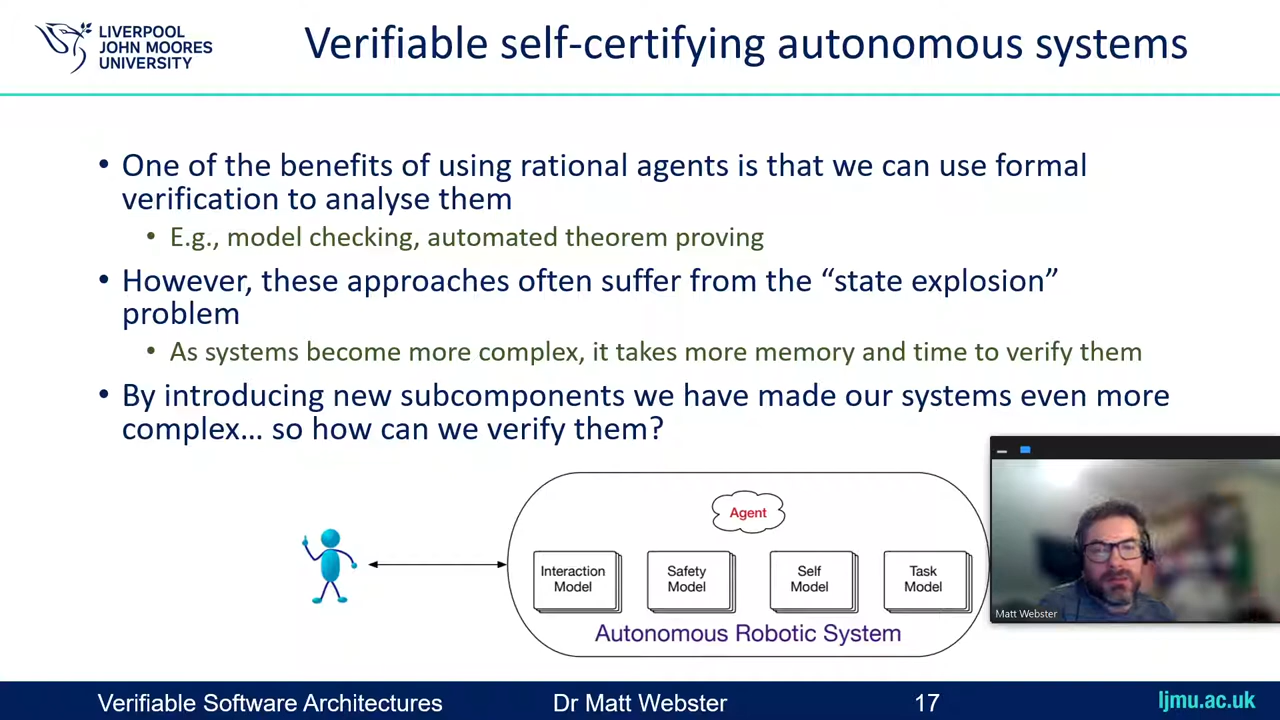 LIVERPOOL
JOHN MOORES
UNIVERSITY
Verifiable self-certifying autonomous systems
• One of the benefits of using rational agents is that we can use formal
verification to analyse them
• E.g., model checking, automated theorem proving
• However, these approaches often suffer from the “state explosion”
problem
• As systems become more complex, it takes more memory and time to verify them
• By introducing new subcomponents we have made our systems even more
complex… so how can we verify them?
Agent
Interaction
Model
Safety
Model
Self
Model
Task
Model
Autonomous Robotic System
Matt Webster
Verifiable Software Architectures
Dr Matt Webster
17
ljmu.ac.uk